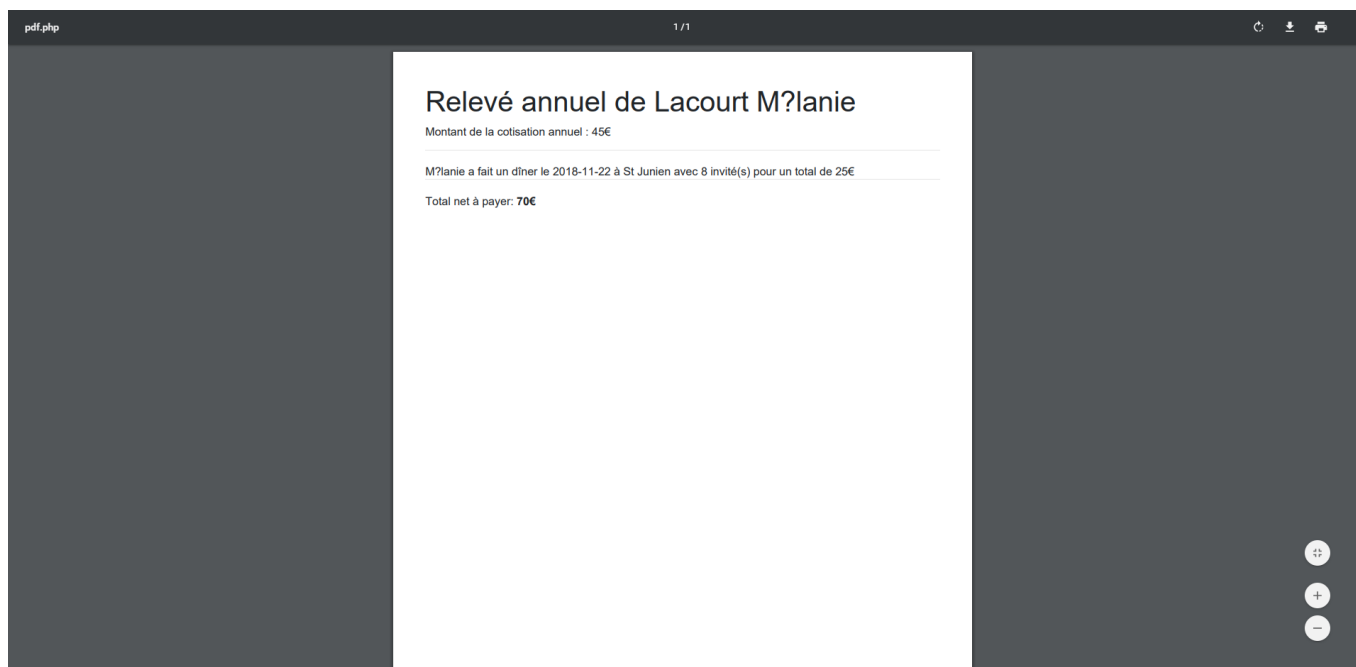 pdf.php
1 / 1
Relevé annuel de Lacourt M?lanie
Montant de la cotisation annuel : 45€
M?lanie a fait un dîner le 2018-11-22 à St Junien avec 8 invité(s) pour un total de 25€
Total net à payer: 70€